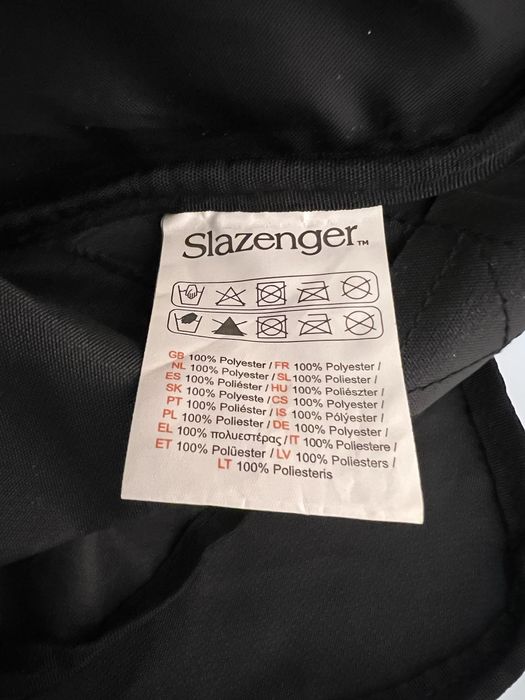 Slazenger™
GB 100% Polyester / FR 100% Polyester /
NL 100% Polyester / SL 100% Poliester /
ES 100% Poliéster / HU 100% Poliészter /
SK 100% Polyeste / CS 100% Polyester /
PT 100% Poliéster / IS 100% Pólýester /
PL 100% Poliester / DE 100% Polyester /
EL 100% πολυεστέρας / IT 100% Poliestere /
ET 100% Polüester / LV 100% Poliesters /
LT 100% Poliesteris